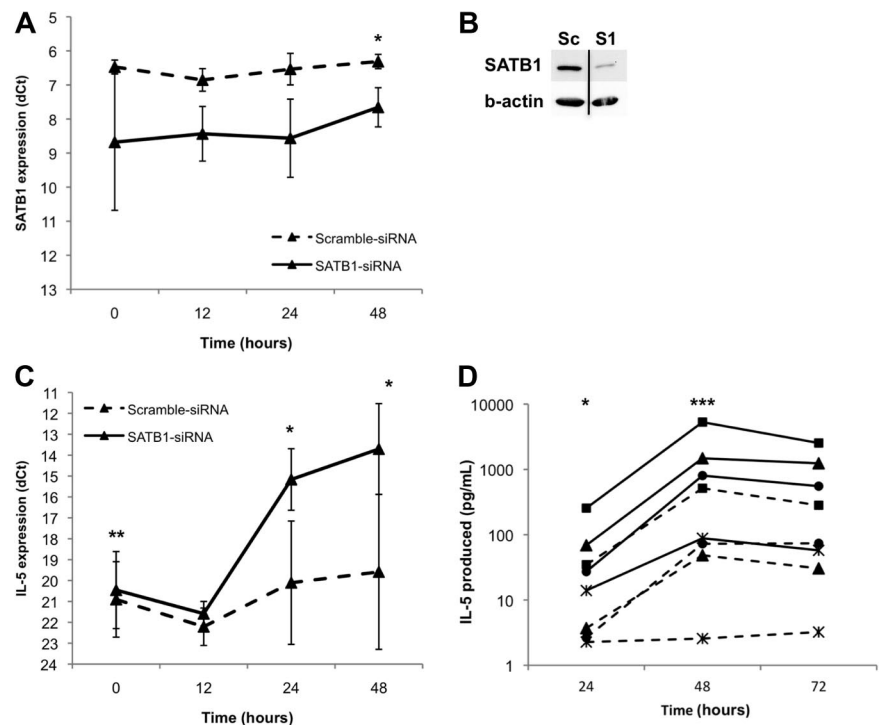 A
SATB1 expression (dCt)
5
6
7
8
9
10
11
12
13
*
Scramble-siRNA
SATB1-siRNA
0 12 24 48
Time (hours)
B
Sc S1
SATB1
b-actin
C
IL-5 expression (dCt)
11
12
13
14
15
16
17
18
19
20
21
22
23
24
Scramble-siRNA
SATB1-siRNA
**
*
*
0 12 24 48
Time (hours)
D
IL-5 produced (pg/mL)
* ***
10000
1000
100
10
1
24 48 72
Time (hours)